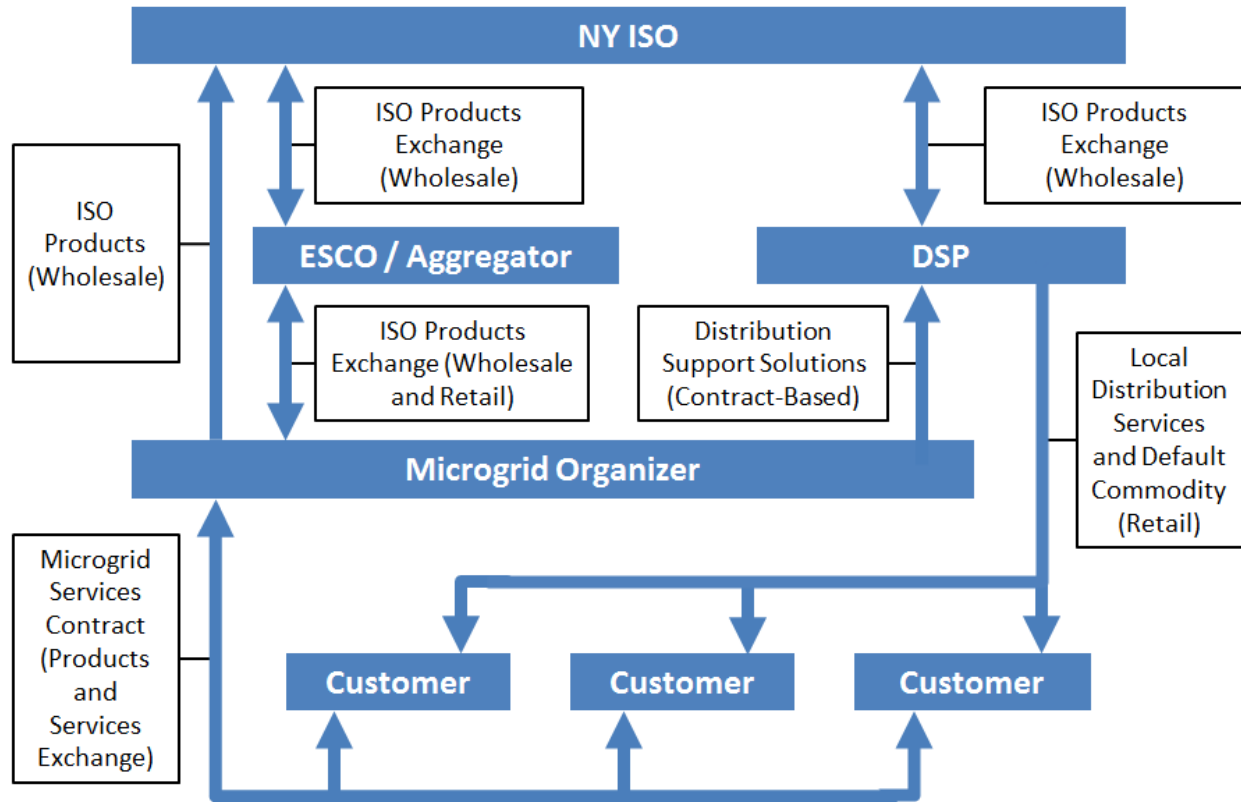 NY ISO
ISO Products
Exchange
(Wholesale)
ISO Products
Exchange
(Wholesale)
ISO
Products
(Wholesale)
ESCO / Aggregator
DSP
ISO Products
Exchange (Wholesale
and Retail)
Distribution
Support Solutions
(Contract-Based)
Local
Distribution
Services
and Default
Commodity
(Retail)
Microgrid Organizer
Microgrid
Services
Contract
(Products
and
Services
Exchange)
Customer
Customer
Customer